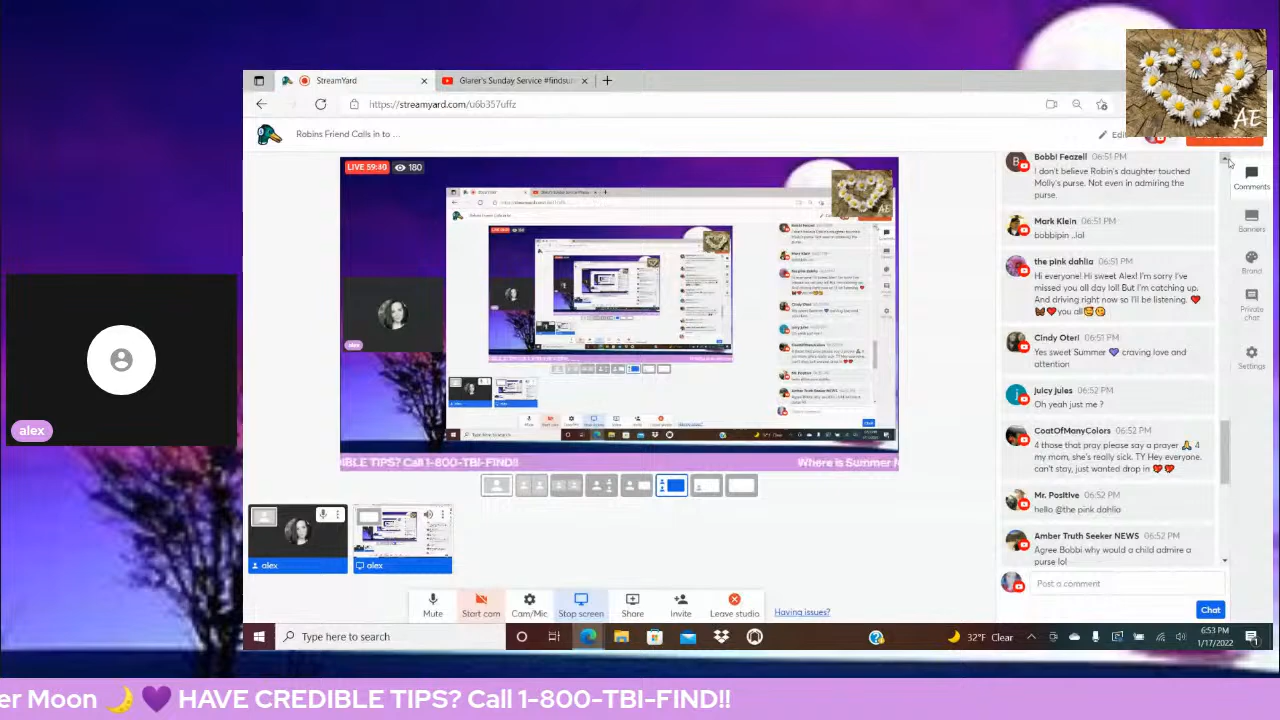 StreamYard
Glarer's Sunday Service #findsum
https://streamyard.com/u6b357uffz
Robins Friend Calls in to ...
Edi
AE
LIVE 59:40 180
alex
IBLE TIPS? Call 1-800-TBI-FIND!!
Where is Summer M
alex
alex
Mute
Start cam
Cam/Mic
Stop screen
Share
Invite
Leave studio
Having issues?
Bobbi Feazell 06:51 PM
I don't believe Robin's daughter touched
Molly's purse. Not even in admiring the
purse.
Mark Klein 06:51 PM
bobbipin ..lol
the pink dahlia 06:51 PM
Hi everyone! Hi sweet Alex! I'm sorry I've
missed you all day lol! But I'm catching up.
And driving right now so I'll be listening. ❤️
❤️ you all🥰😘
Cindy Oteri 06:51 PM
Yes sweet Summer 💜 craving love and
attention
juicy jules 06:52 PM
Oh yeah just me ?
CoatOfManyColors 06:52 PM
4 those that pray please say a prayer 🙏 4
my mom, she's really sick. TY Hey everyone.
can't stay, just wanted drop in ❤️ ❤️
Mr. Positive 06:52 PM
hello @the pink dahlia
Amber Truth Seeker NEWS 06:52 PM
Agree Bobbi why would a child admire a
purse lol
Post a comment
Chat
Comments
Banners
Brand
Private
chat
Settings
Type here to search
32°F Clear
6:53 PM
1/17/2022
alex
er Moon 🌙 💜 HAVE CREDIBLE TIPS? Call 1-800-TBI-FIND!!